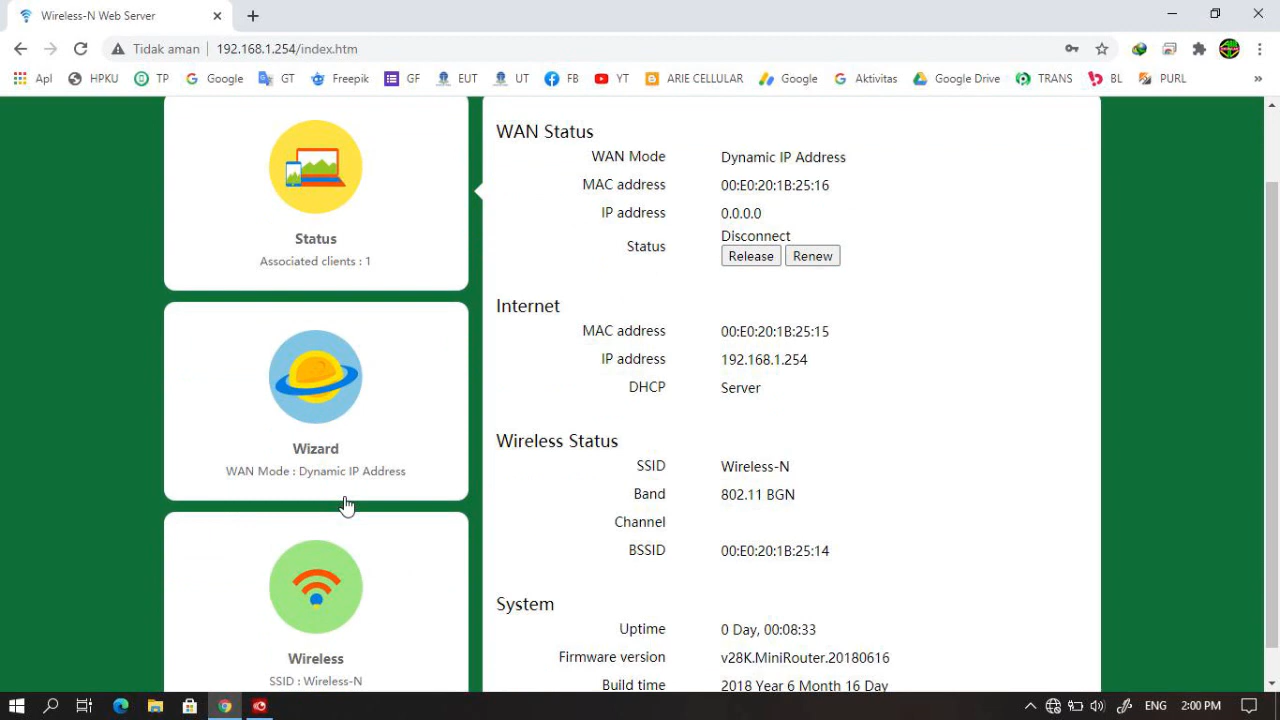 Wireless-N Web Server
Tidak aman
192.168.1.254/index.htm
Apl
HPKU
TP
Google
GT
Freepik
GF
EUT
UT
FB
YT
ARIE CELLULAR
Google
Aktivitas
Google Drive
TRANS
BL
PURL
»
Status
Associated clients : 1
Wizard
WAN Mode : Dynamic IP Address
Wireless
SSID : Wireless-N
WAN Status
WAN Mode Dynamic IP Address
MAC address 00:E0:20:1B:25:16
IP address 0.0.0.0
Status Disconnect
Release Renew
Internet
MAC address 00:E0:20:1B:25:15
IP address 192.168.1.254
DHCP Server
Wireless Status
SSID Wireless-N
Band 802.11 BGN
Channel
BSSID 00:E0:20:1B:25:14
System
Uptime 0 Day, 00:08:33
Firmware version v28K.MiniRouter.20180616
Build time 2018 Year 6 Month 16 Day
ENG
2:00 PM